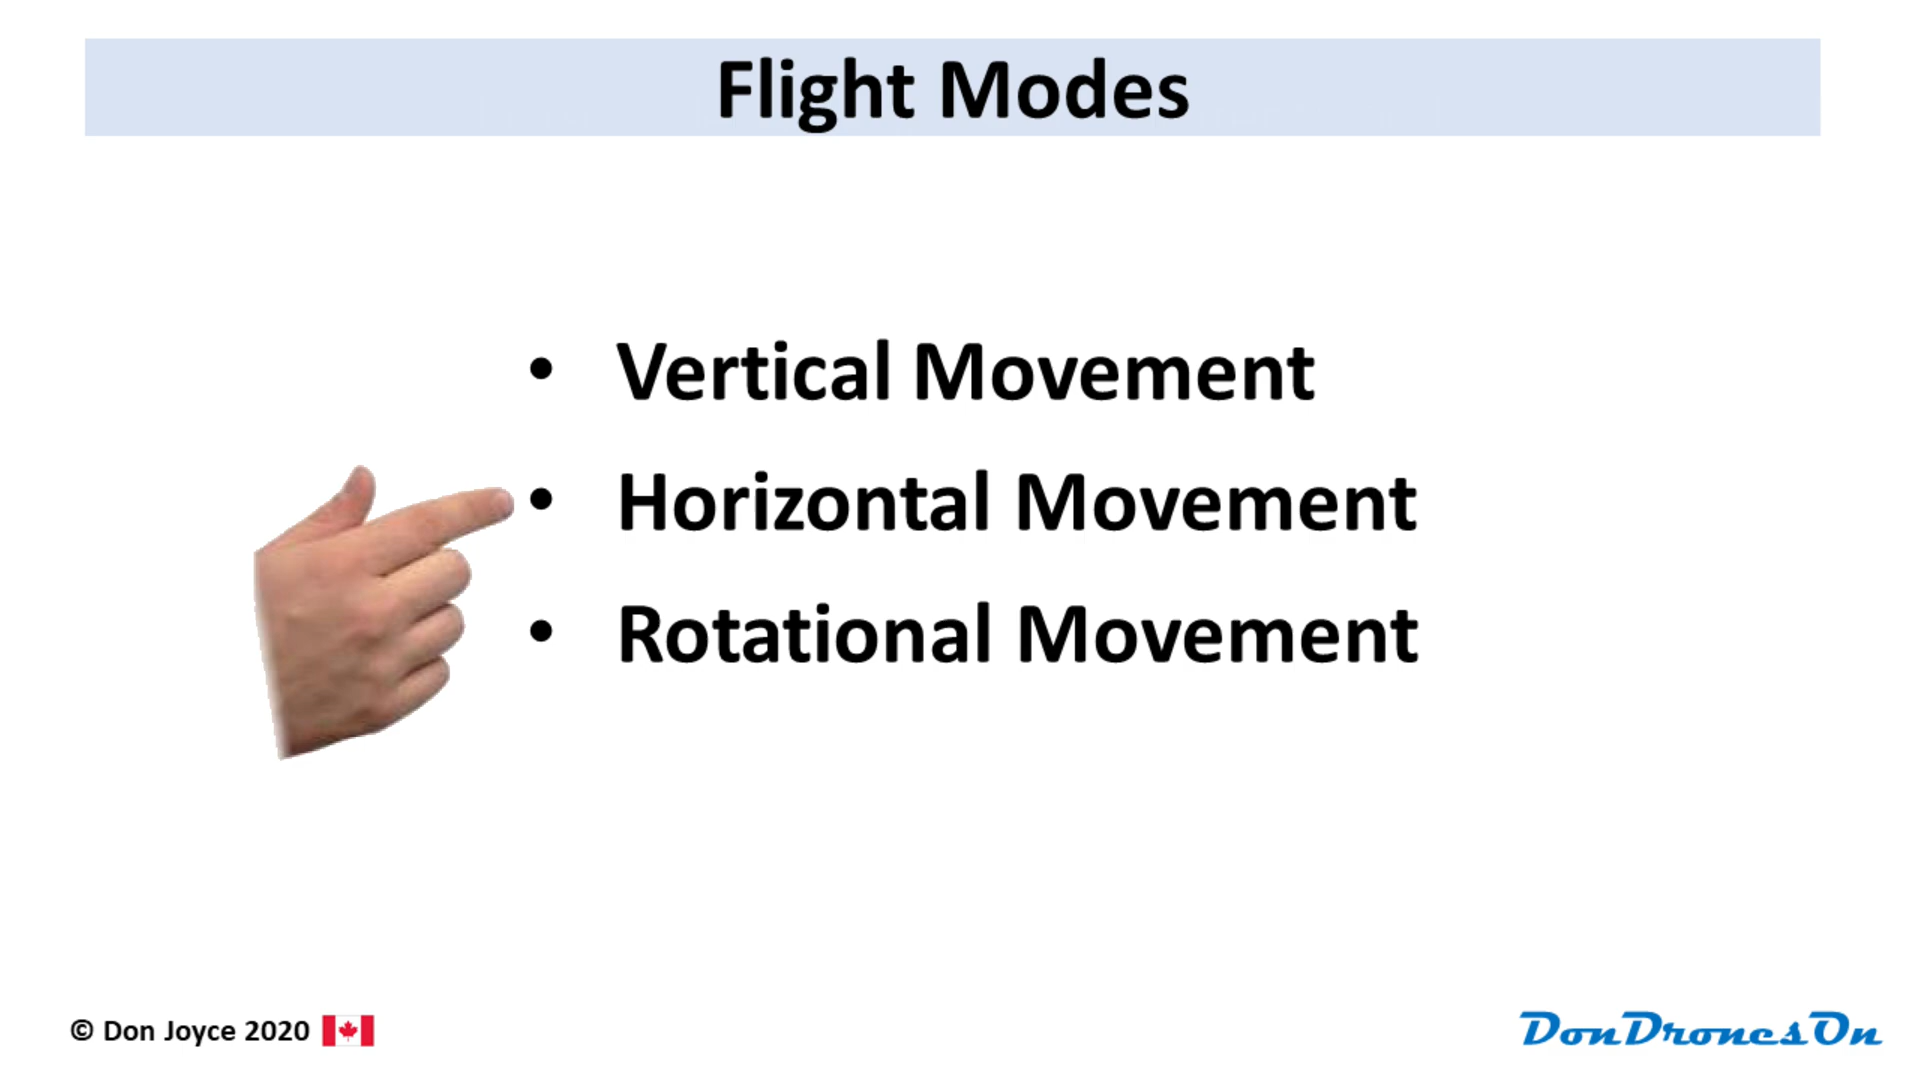 Flight Modes
• Vertical Movement
• Horizontal Movement
• Rotational Movement
© Don Joyce 2020
DonDronesOn